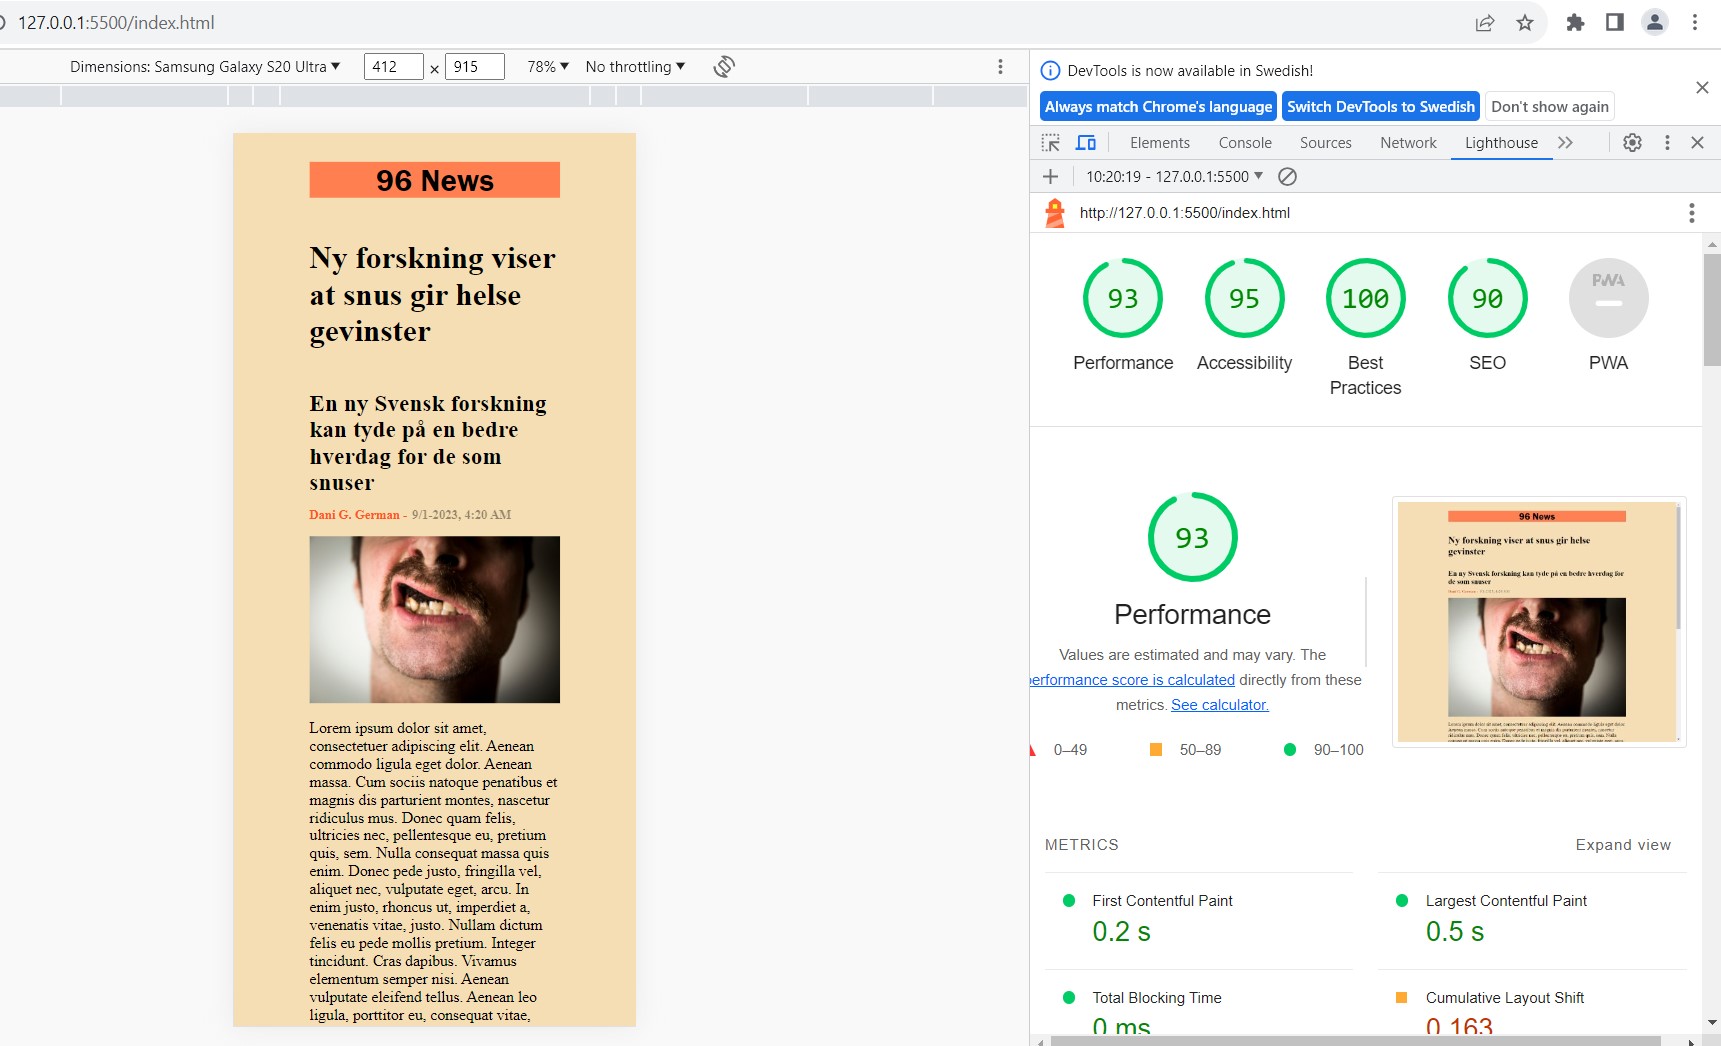 127.0.0.1:5500/index.html
Dimensions: Samsung Galaxy S20 Ultra
412 × 915
78%
No throttling
DevTools is now available in Swedish!
Always match Chrome's language
Switch DevTools to Swedish
Don't show again
Elements
Console
Sources
Network
Lighthouse
10:20:19 - 127.0.0.1:5500
http://127.0.0.1:5500/index.html
96 News
Ny forskning viser
at snus gir helse
gevinster
En ny Svensk forskning
kan tyde på en bedre
hverdag for de som
snuser
Dani G. German - 9/1-2023, 4:20 AM
Lorem ipsum dolor sit amet,
consectetuer adipiscing elit. Aenean
commodo ligula eget dolor. Aenean
massa. Cum sociis natoque penatibus et
magnis dis parturient montes, nascetur
ridiculus mus. Donec quam felis,
ultricies nec, pellentesque eu, pretium
quis, sem. Nulla consequat massa quis
enim. Donec pede justo, fringilla vel,
aliquet nec, vulputate eget, arcu. In
enim justo, rhoncus ut, imperdiet a,
venenatis vitae, justo. Nullam dictum
felis eu pede mollis pretium. Integer
tincidunt. Cras dapibus. Vivamus
elementum semper nisi. Aenean
vulputate eleifend tellus. Aenean leo
ligula, porttitor eu, consequat vitae,
93
95
100
90
PWA
Performance
Accessibility
Best
Practices
SEO
PWA
93
Performance
Values are estimated and may vary. The
performance score is calculated directly from these
metrics. See calculator.
0–49
50–89
90–100
96 News
Ny forskning viser at snus gir helse
gevinster
En ny Svensk forskning kan tyde på en bedre hverdag for
de som snuser
METRICS
Expand view
First Contentful Paint
0.2 s
Largest Contentful Paint
0.5 s
Total Blocking Time
0 ms
Cumulative Layout Shift
0.163